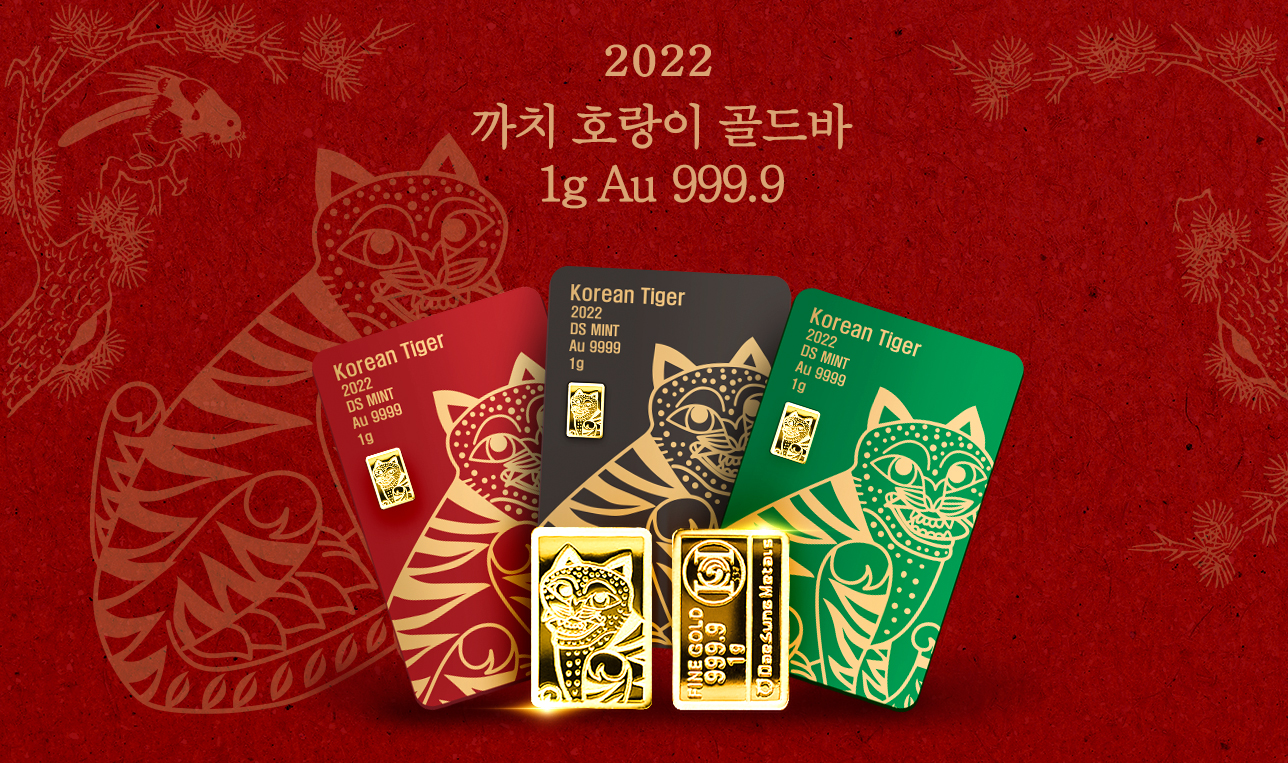 2022
까치 호랑이 골드바
1g Au 999.9
Korean Tiger
2022
DS MINT
Au 9999
1g
Korean Tiger
2022
DS MINT
Au 9999
1g
Korean Tiger
2022
DS MINT
Au 9999
1g
FINE GOLD
999.9
1g
DaeSung Metals